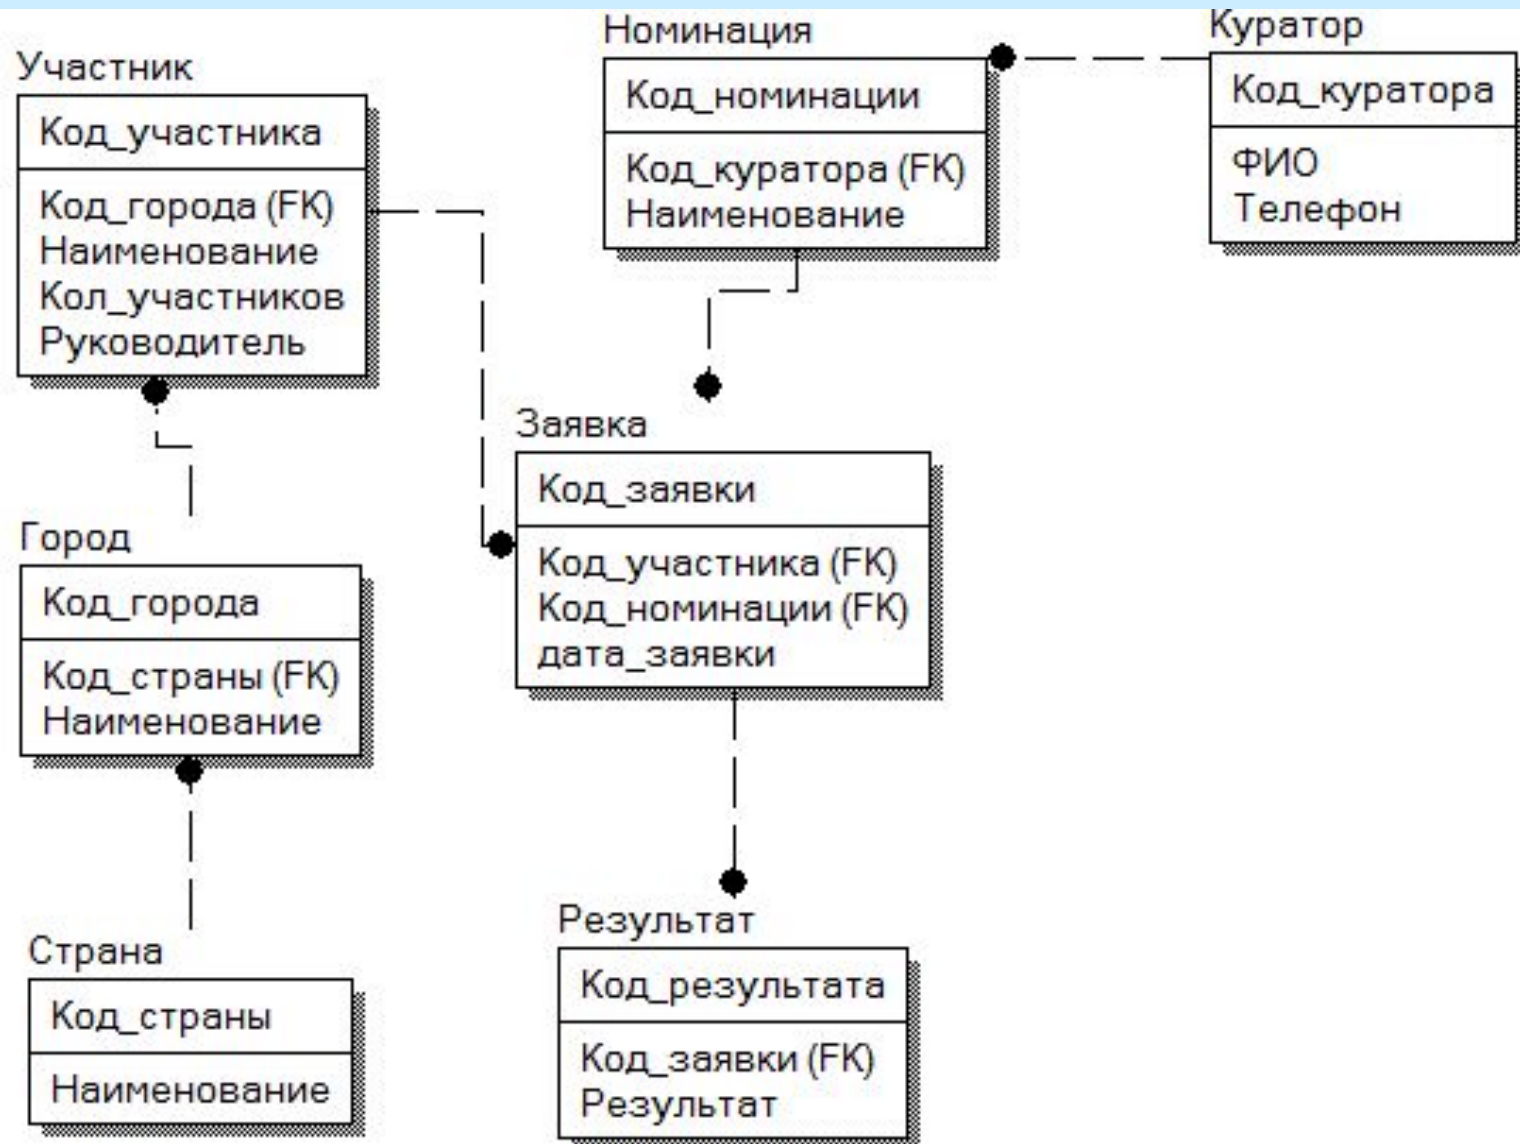 Участник
Код_участника
Код_города (FK)
Наименование
Кол_участников
Руководитель
Номинация
Код_номинации
Код_куратора (FK)
Наименование
Куратор
Код_куратора
ФИО
Телефон
Заявка
Код_заявки
Код_участника (FK)
Код_номинации (FK)
дата_заявки
Город
Код_города
Код_страны (FK)
Наименование
Страна
Код_страны
Наименование
Результат
Код_результата
Код_заявки (FK)
Результат